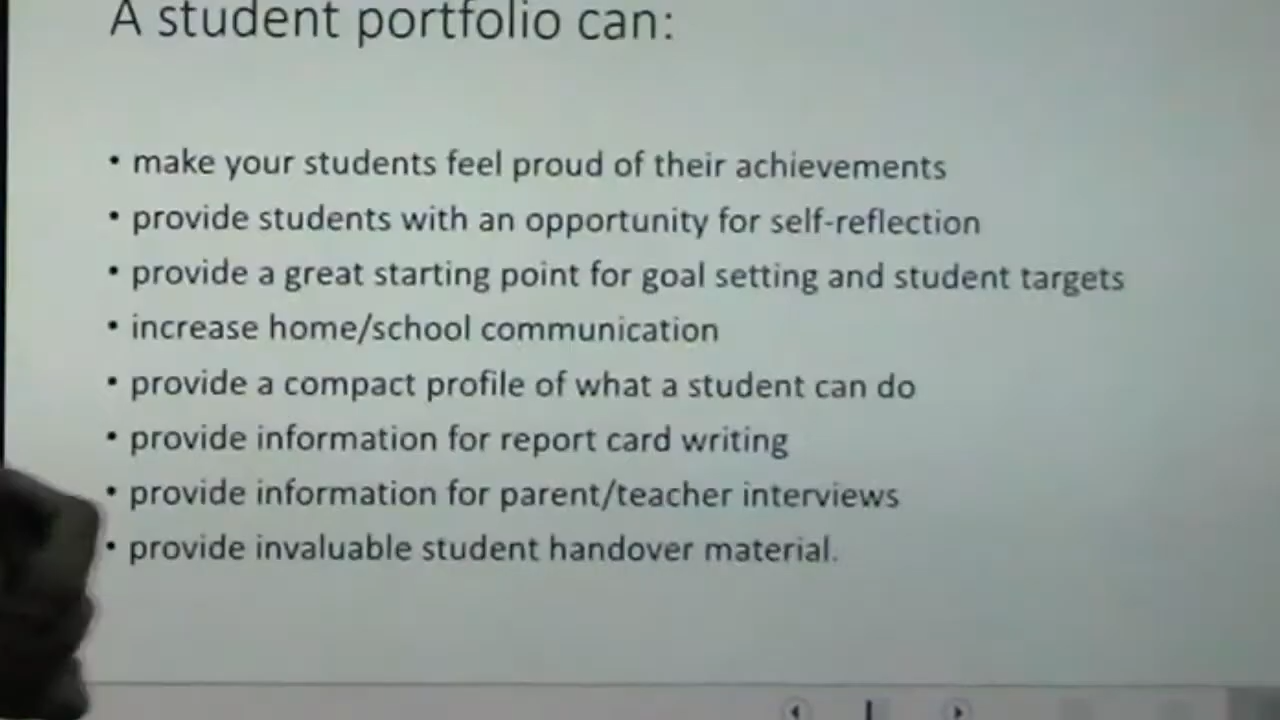 A student portfolio can:
• make your students feel proud of their achievements
• provide students with an opportunity for self-reflection
• provide a great starting point for goal setting and student targets
• increase home/school communication
• provide a compact profile of what a student can do
• provide information for report card writing
• provide information for parent/teacher interviews
• provide invaluable student handover material.